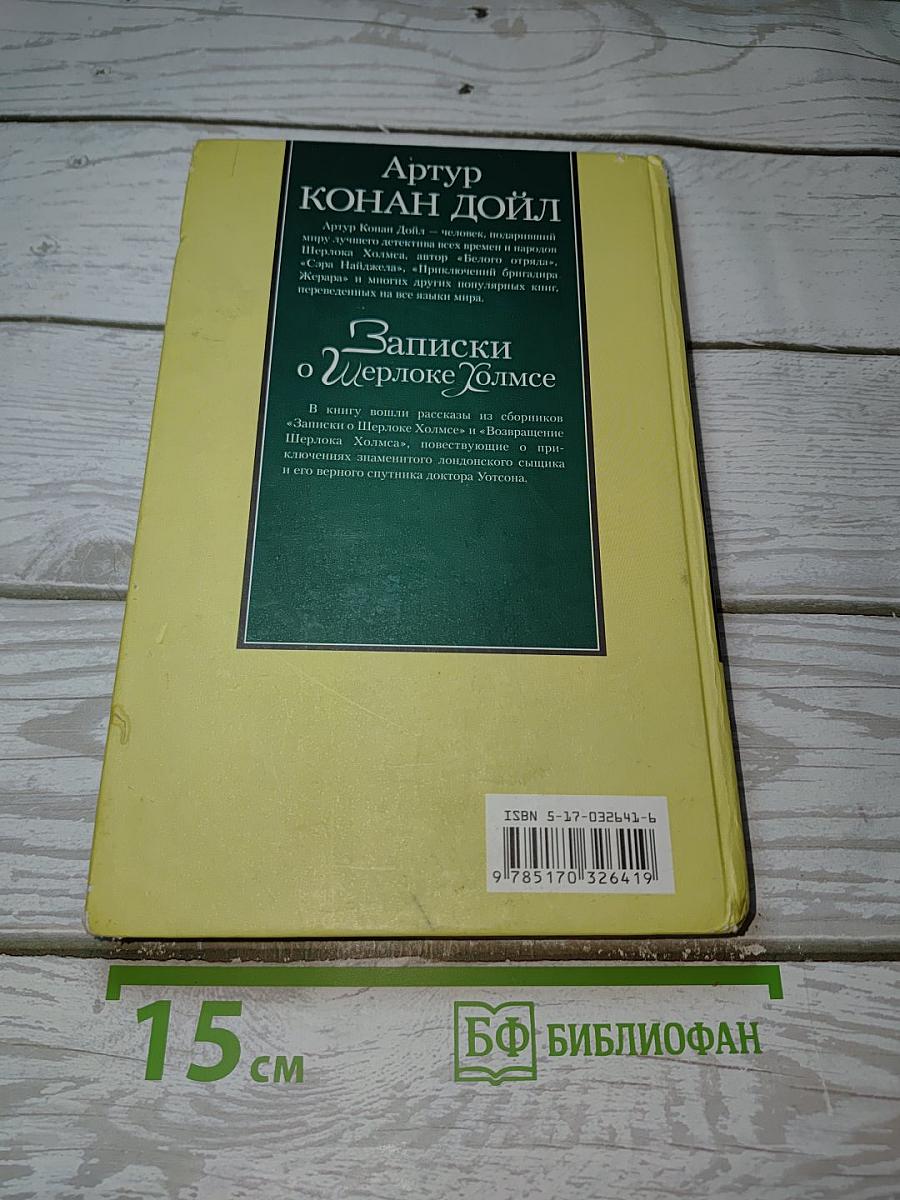 Артур
КОНАН ДОЙЛ
Артур Конан Дойл — человек, подаривший
миру лучшего детектива всех времен и народов
Шерлока Холмса, автор «Белого отряда»,
«Сэра Найджела», «Приключений бригадира
Жерара» и многих других популярных книг,
переведенных на все языки мира.
Записки
о Шерлоке Холмсе
В книгу вошли рассказы из сборников
«Записки о Шерлоке Холмсе» и «Возвращение
Шерлока Холмса», повествующие о при-
ключениях знаменитого лондонского сыщика
и его верного спутника доктора Уотсона.
ISBN 5-17-032641-6
9 785170 326419
15 см
БФ БИБЛИОФАН